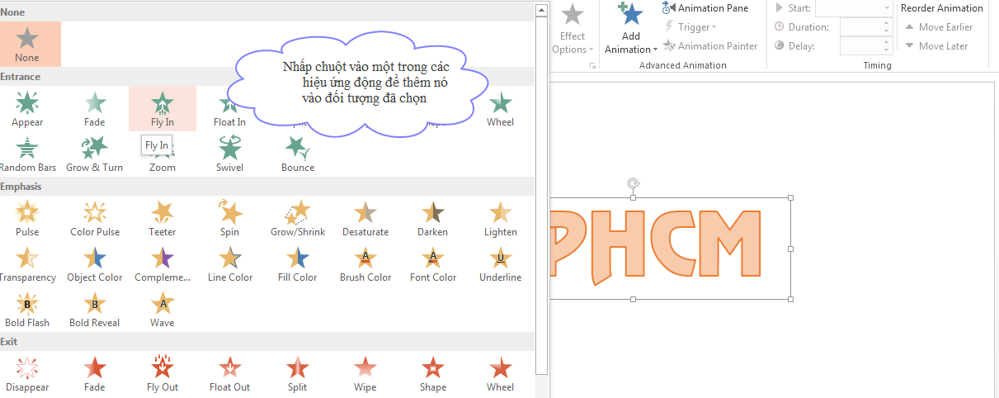 None
None
Entrance
Appear Fade Fly In Float In Wheel
Fly In
Random Bars Grow & Turn Zoom Swivel Bounce
Emphasis
Pulse Color Pulse Teeter Spin Grow/Shrink Desaturate Darken Lighten
Transparency Object Color Compleme... Line Color Fill Color Brush Color Font Color Underline
Bold Flash Bold Reveal Wave
Exit
Disappear Fade Fly Out Float Out Split Wipe Shape Wheel
Nhấp chuột vào một trong các
hiệu ứng động để thêm nó
vào đối tượng đã chọn
Effect
Options
Add
Animation
Animation Pane
Trigger
Animation Painter
Advanced Animation
Start:
Duration:
Delay:
Timing
Reorder Animation
Move Earlier
Move Later
PHCM